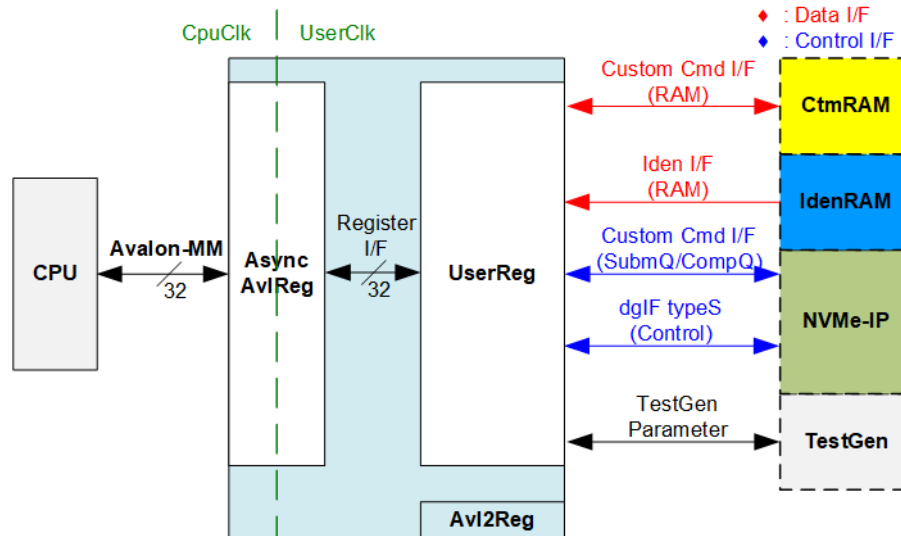 ♦ : Data I/F
♦ : Control I/F
CpuClk
UserClk
Custom Cmd I/F
(RAM)
CtmRAM
Iden I/F
(RAM)
IdenRAM
CPU
Avalon-MM
32
Async
AvlReg
Register
I/F
32
UserReg
Custom Cmd I/F
(SubmQ/CompQ)
dgIF typeS
(Control)
NVMe-IP
TestGen
Parameter
TestGen
Avl2Reg